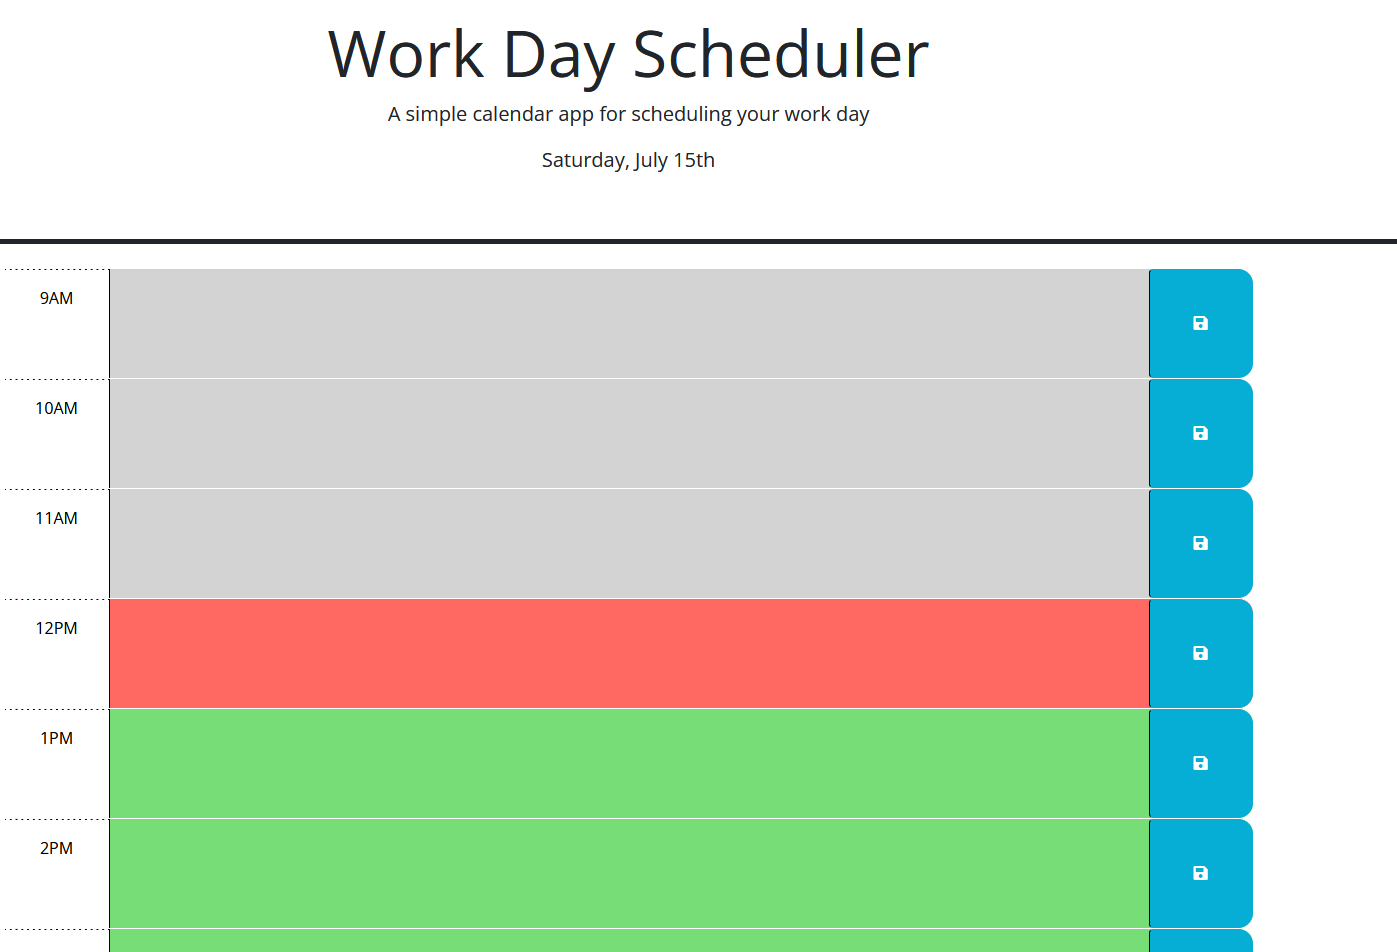 Work Day Scheduler
A simple calendar app for scheduling your work day
Saturday, July 15th
9AM
10AM
11AM
12PM
1PM
2PM